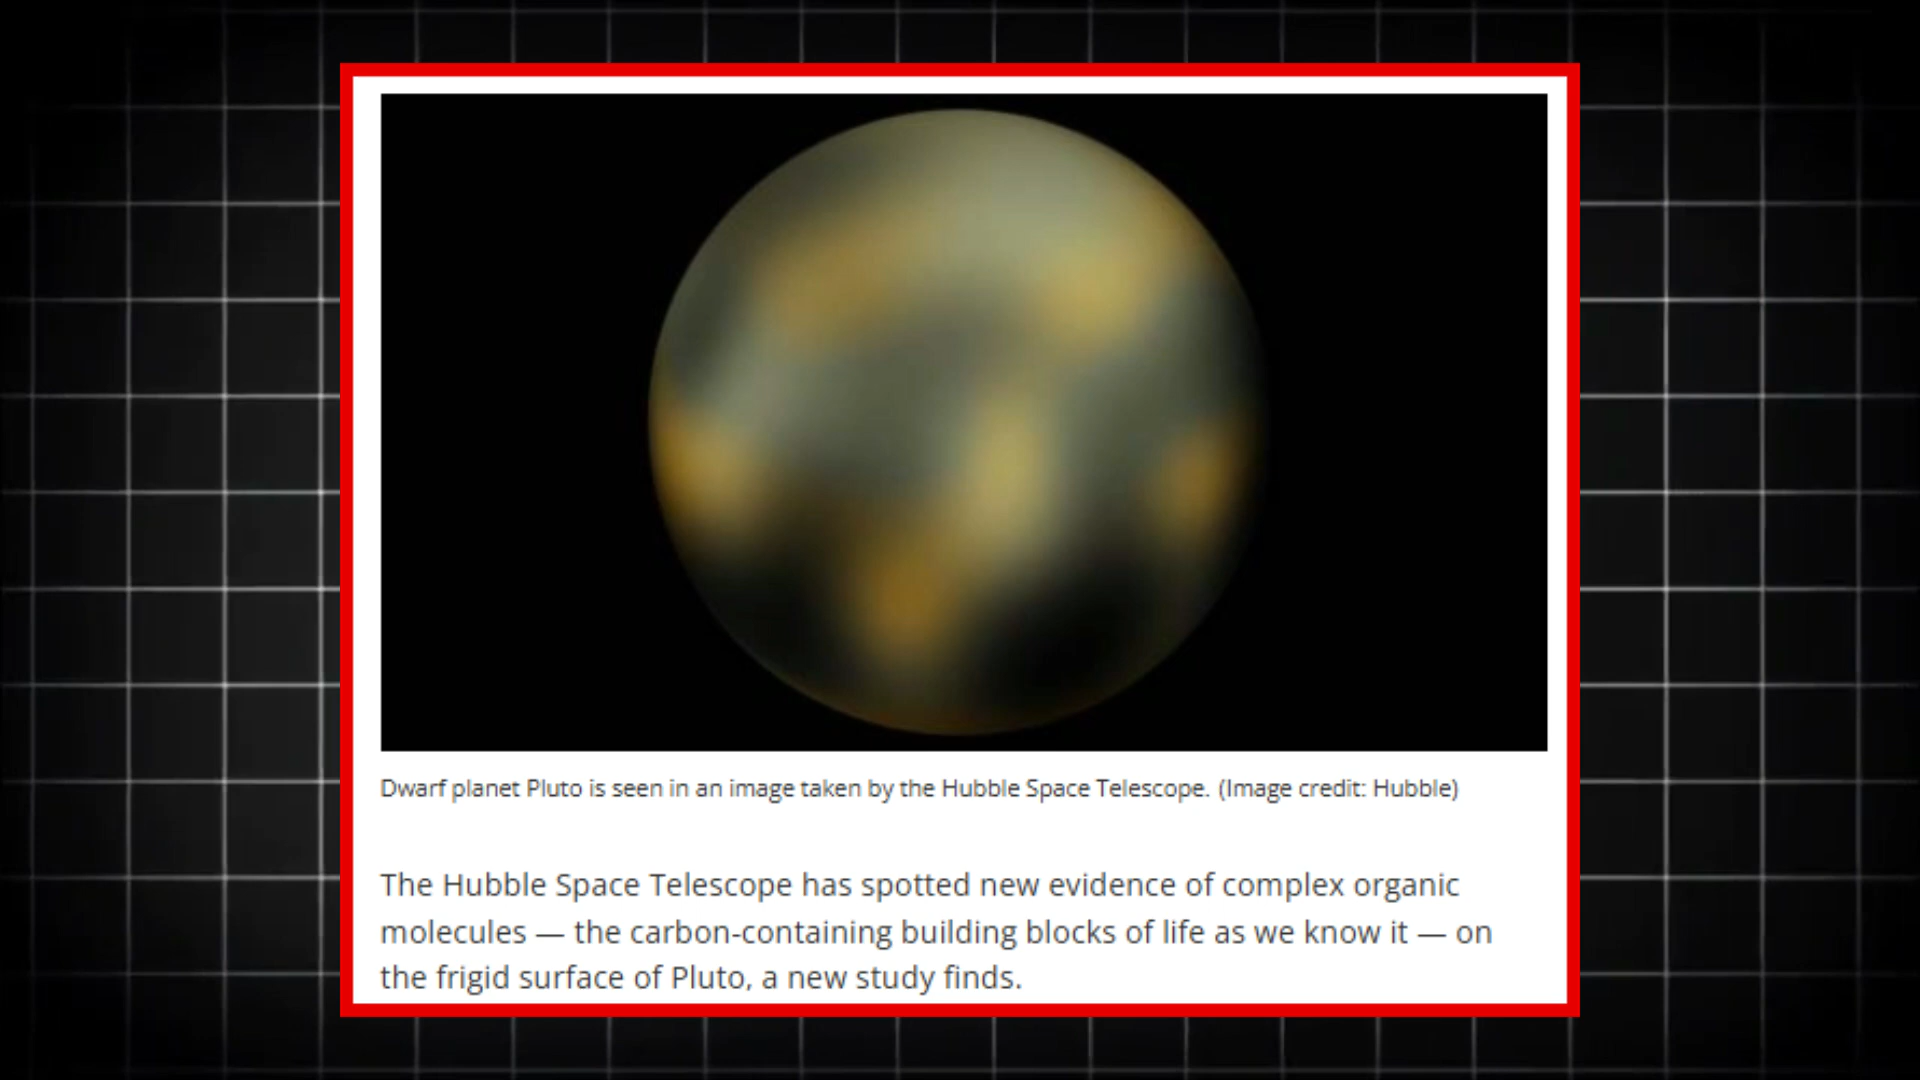 Dwarf planet Pluto is seen in an image taken by the Hubble Space Telescope. (Image credit: Hubble)
The Hubble Space Telescope has spotted new evidence of complex organic
molecules — the carbon-containing building blocks of life as we know it — on
the frigid surface of Pluto, a new study finds.